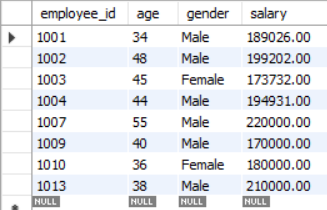 employee_id age gender salary
1001 34 Male 189026.00
1002 48 Male 199202.00
1003 45 Female 173732.00
1004 44 Male 194931.00
1007 55 Male 220000.00
1009 40 Male 170000.00
1010 36 Female 180000.00
1013 38 Male 210000.00
NULL NULL NULL NULL